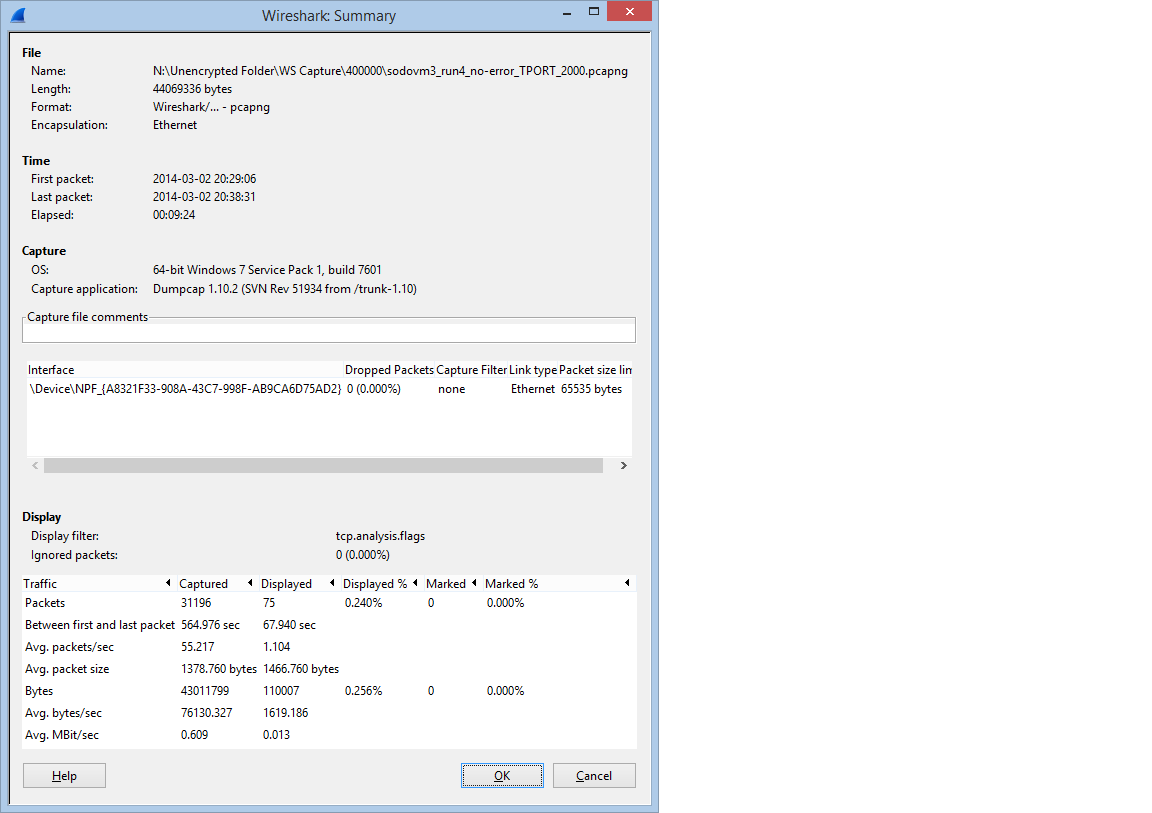 Wireshark: Summary
File
Name: N:\Unencrypted Folder\WS Capture\400000\sodovm3_run4_no-error_TPORT_2000.pcapng
Length: 44069336 bytes
Format: Wireshark/... - pcapng
Encapsulation: Ethernet
Time
First packet: 2014-03-02 20:29:06
Last packet: 2014-03-02 20:38:31
Elapsed: 00:09:24
Capture
OS: 64-bit Windows 7 Service Pack 1, build 7601
Capture application: Dumpcap 1.10.2 (SVN Rev 51934 from /trunk-1.10)
Capture file comments
Interface Dropped Packets Capture Filter Link type Packet size lim
\Device\NPF_{A8321F33-908A-43C7-998F-AB9CA6D75AD2} 0 (0.000%) none Ethernet 65535 bytes
Display
Display filter: tcp.analysis.flags
Ignored packets: 0 (0.000%)
Traffic Captured Displayed Displayed % Marked Marked %
Packets 31196 75 0.240% 0 0.000%
Between first and last packet 564.976 sec 67.940 sec
Avg. packets/sec 55.217 1.104
Avg. packet size 1378.760 bytes 1466.760 bytes
Bytes 43011799 110007 0.256% 0 0.000%
Avg. bytes/sec 76130.327 1619.186
Avg. MBit/sec 0.609 0.013
Help OK Cancel